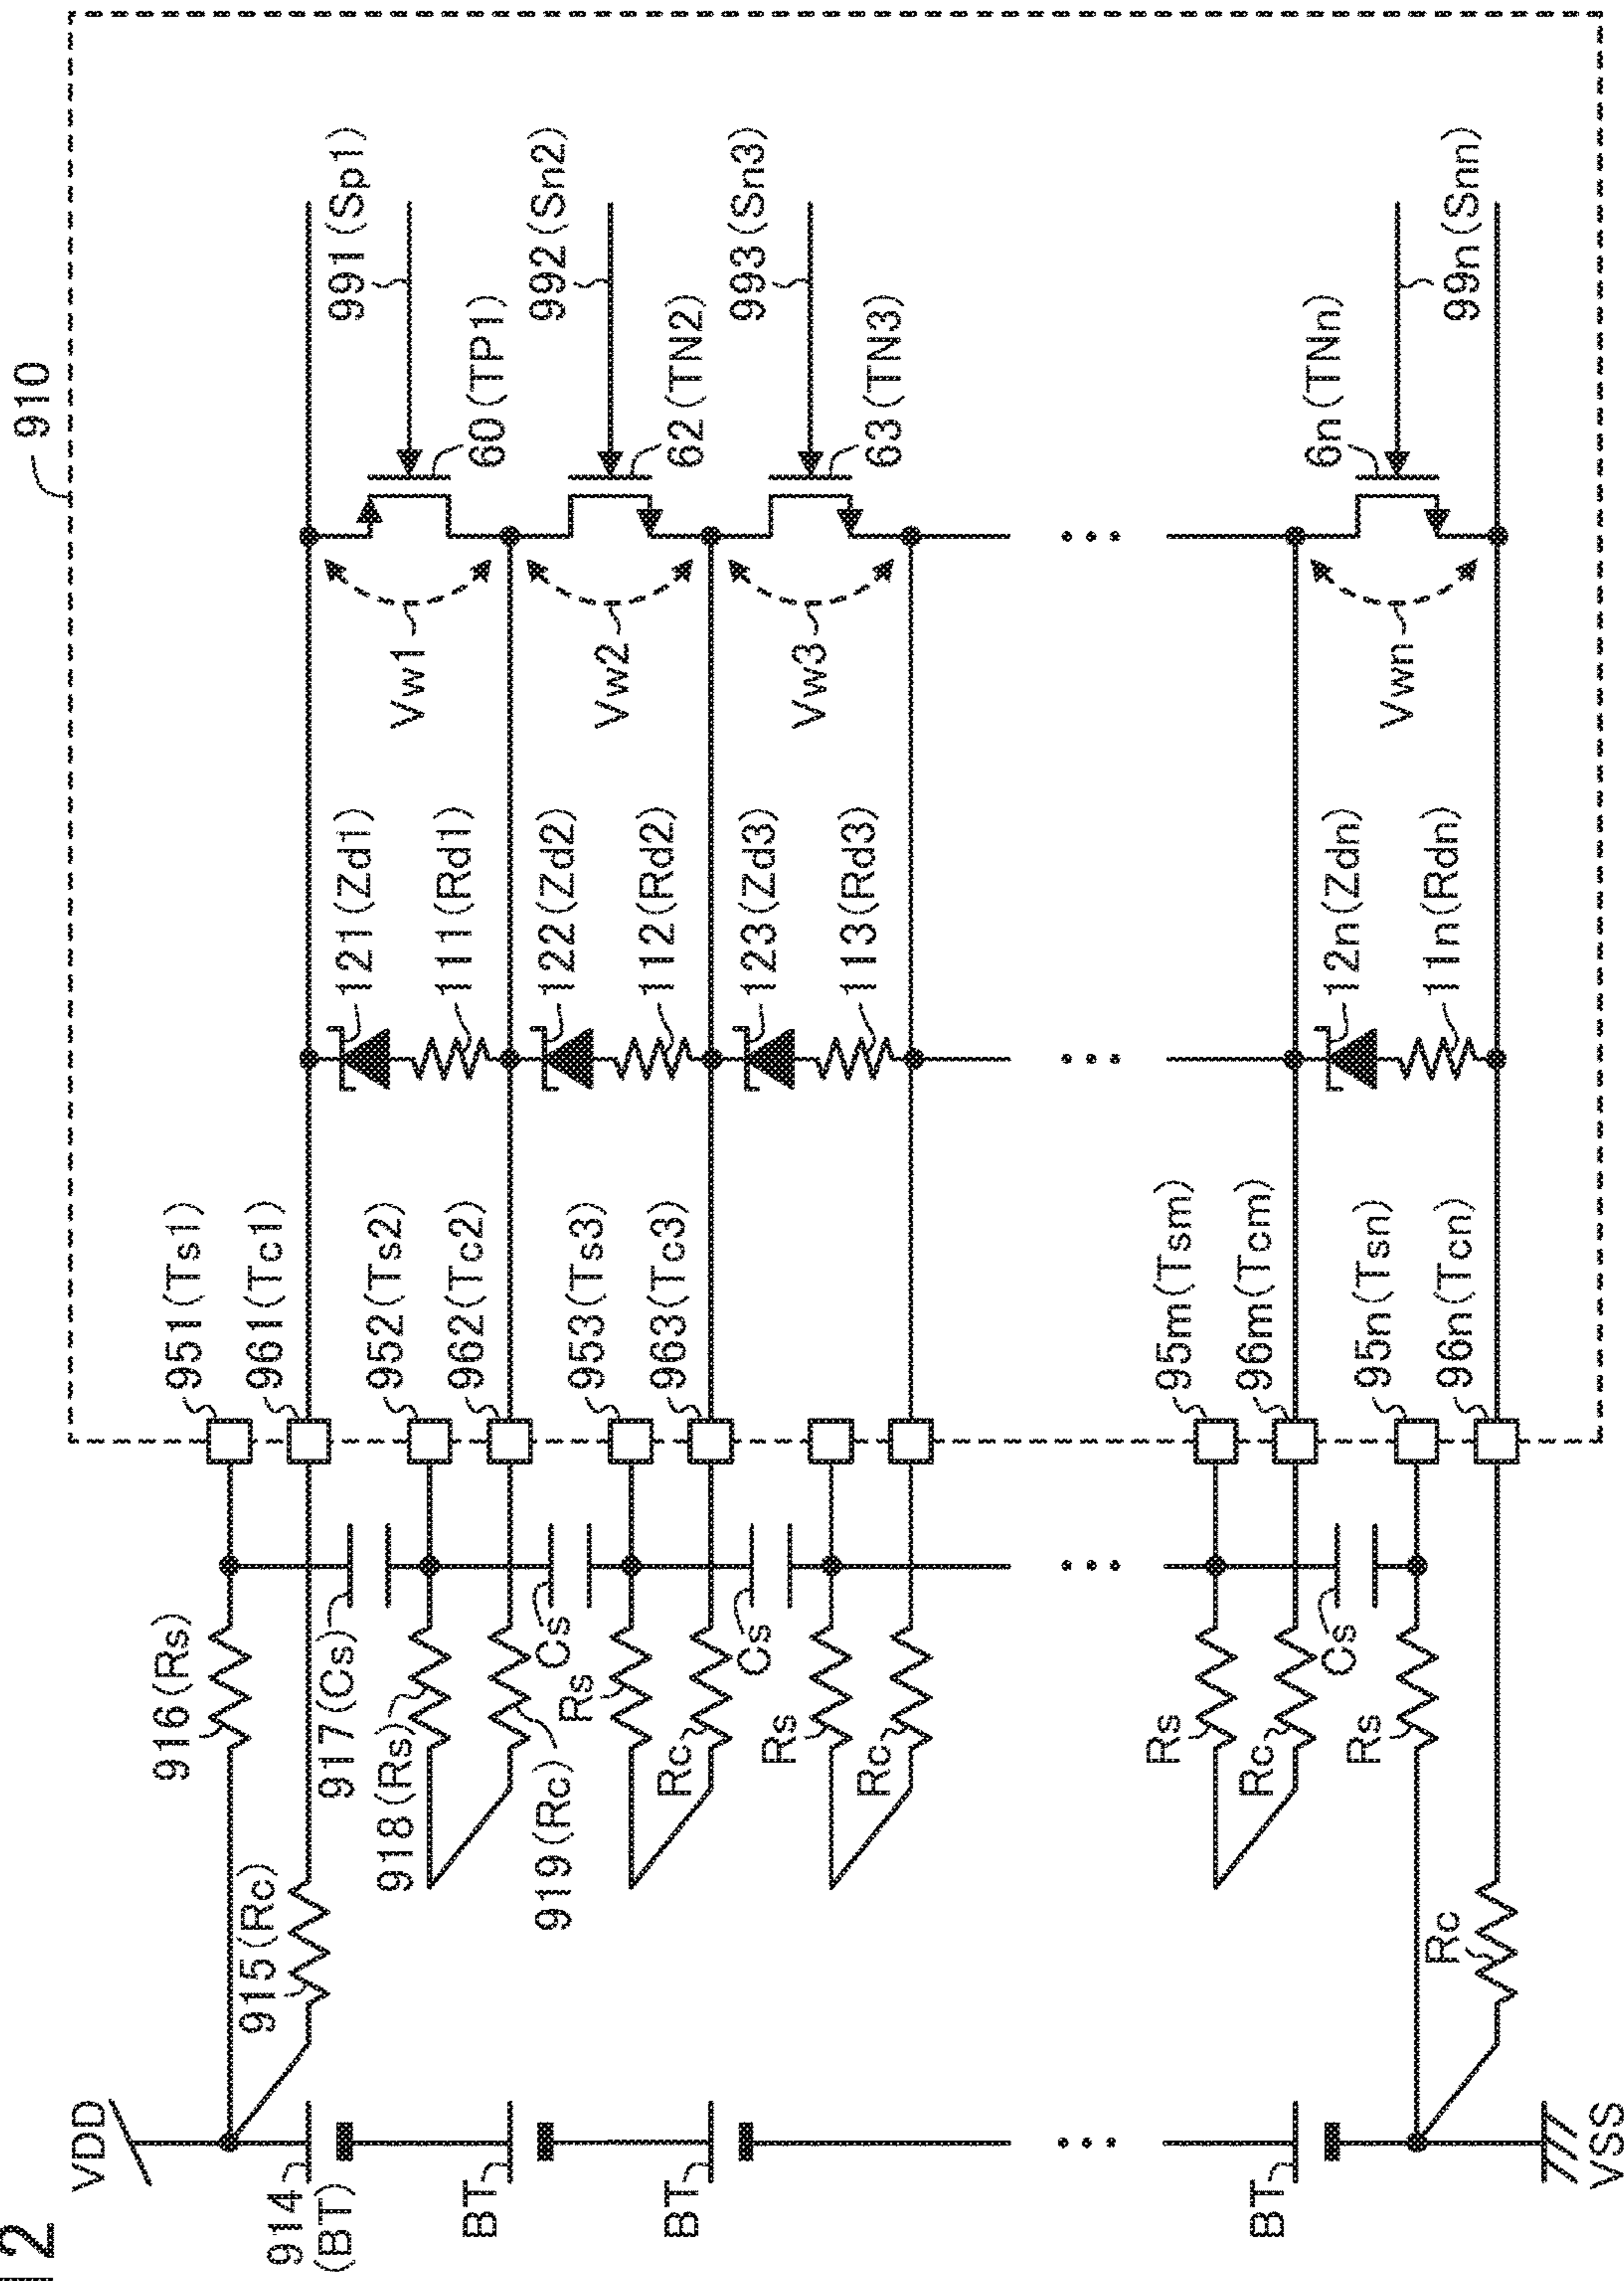 12
910
VDD
914
(BT)
BT
BT
BT
VSS
916(Rs)
915(Rc)
917(Cs)
918(Rs)
919(Rc)
Cs
Rs
Rc
Cs
Rs
Rc
Rs
Rc
Cs
Rs
Rc
951(Ts1)
961(Tc1)
952(Ts2)
962(Tc2)
953(Ts3)
963(Tc3)
95m(Tsm)
96m(Tcm)
95n(Tsn)
96n(Tcn)
121(Zd1)
111(Rd1)
122(Zd2)
112(Rd2)
123(Zd3)
113(Rd3)
12n(Zdn)
11n(Rdn)
Vw1
Vw2
Vw3
Vwn
60(TP1)
62(TN2)
63(TN3)
6n(TNn)
991(Sp1)
992(Sn2)
993(Sn3)
99n(Snn)